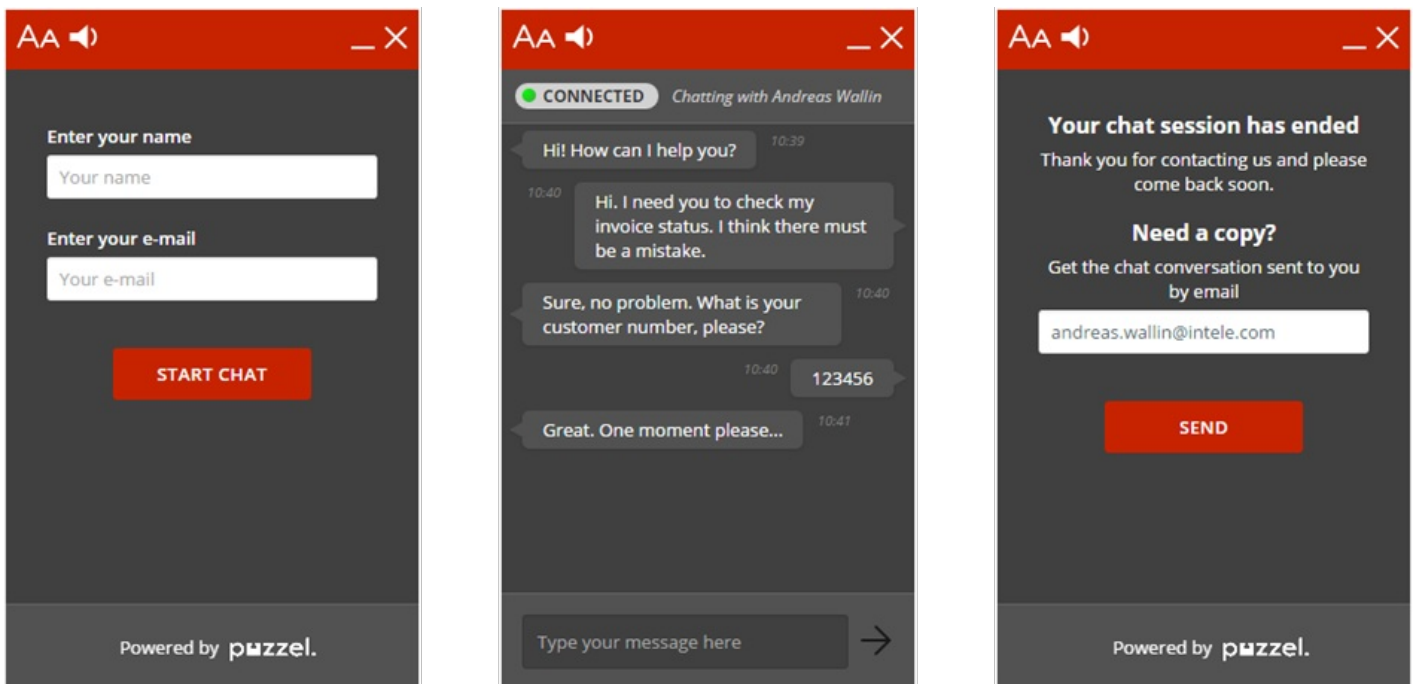 AA
Enter your name
Your name
Enter your e-mail
Your e-mail
START CHAT
Powered by puzzel.
AA
CONNECTED Chatting with Andreas Wallin
Hi! How can I help you? 10:39
10:40 Hi. I need you to check my
invoice status. I think there must
be a mistake.
Sure, no problem. What is your 10:40
customer number, please?
10:40 123456
Great. One moment please... 10:41
Type your message here
AA
Your chat session has ended
Thank you for contacting us and please
come back soon.
Need a copy?
Get the chat conversation sent to you
by email
andreas.wallin@intele.com
SEND
Powered by puzzel.